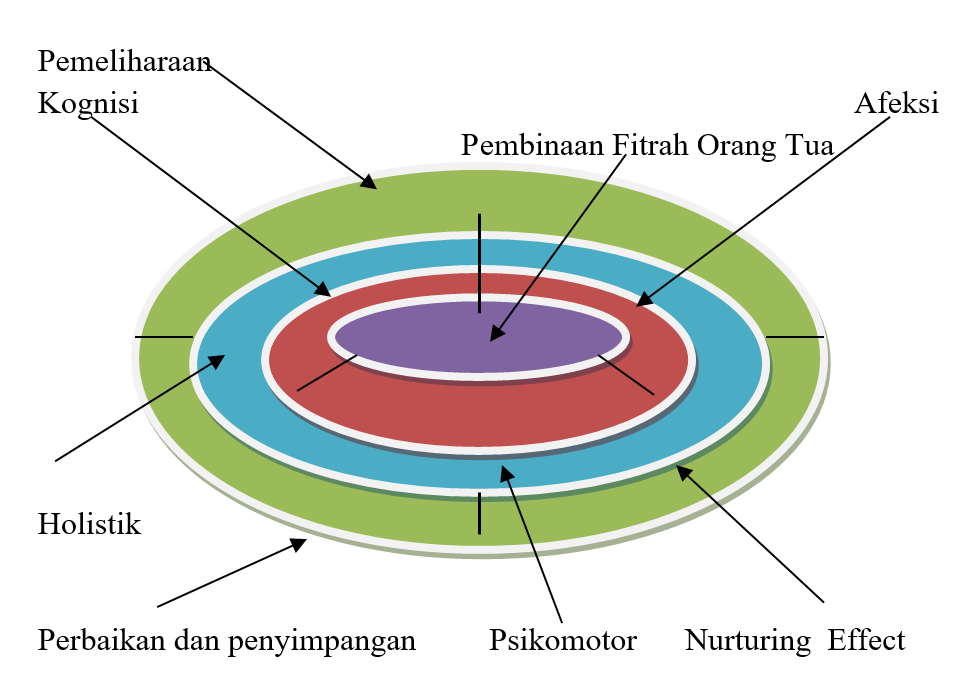 Pemeliharaan
Kognisi
Afeksi
Pembinaan Fitrah Orang Tua
Holistik
Perbaikan dan penyimpangan
Psikomotor
Nurturing  Effect